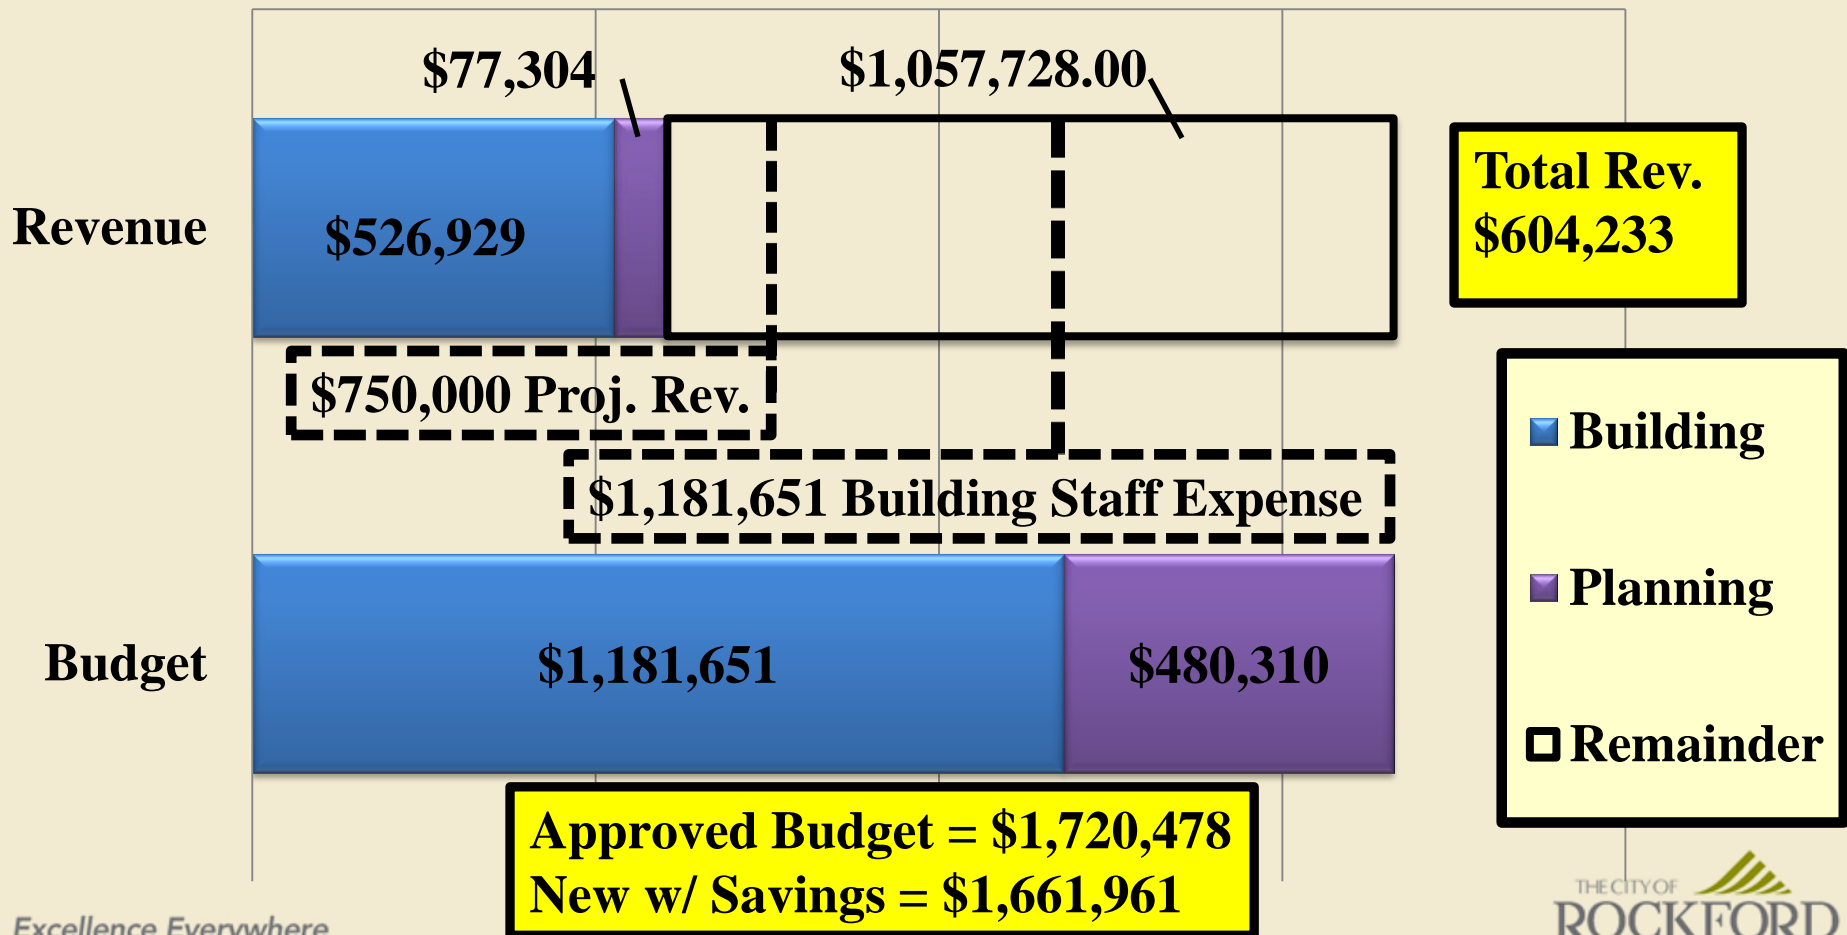 $77,304
$1,057,728.00
Revenue
$526,929
Total Rev.
$604,233
$750,000 Proj. Rev.
$1,181,651 Building Staff Expense
Budget
$1,181,651
$480,310
Building
Planning
Remainder
Approved Budget = $1,720,478
New w/ Savings = $1,661,961
Excellence Everywhere
THE CITY OF
ROCKFORD